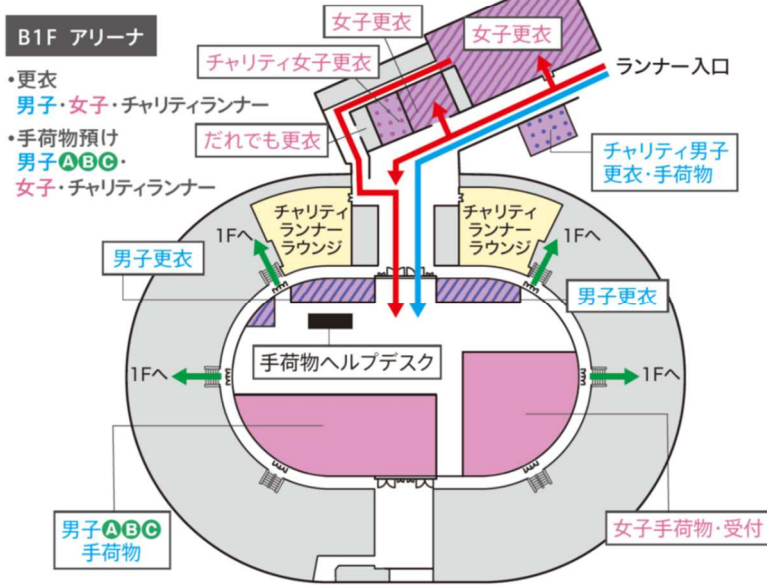 B1F アリーナ
・更衣
男子・女子・チャリティランナー
・手荷物預け
男子ABC・
女子・チャリティランナー
女子更衣
女子更衣
チャリティ女子更衣
だれでも更衣
ランナー入口
チャリティ男子
更衣・手荷物
チャリティ
ランナー
ラウンジ
チャリティ
ランナー
ラウンジ
1Fへ
1Fへ
男子更衣
男子更衣
手荷物ヘルプデスク
1Fへ
1Fへ
男子ABC
手荷物
女子手荷物・受付